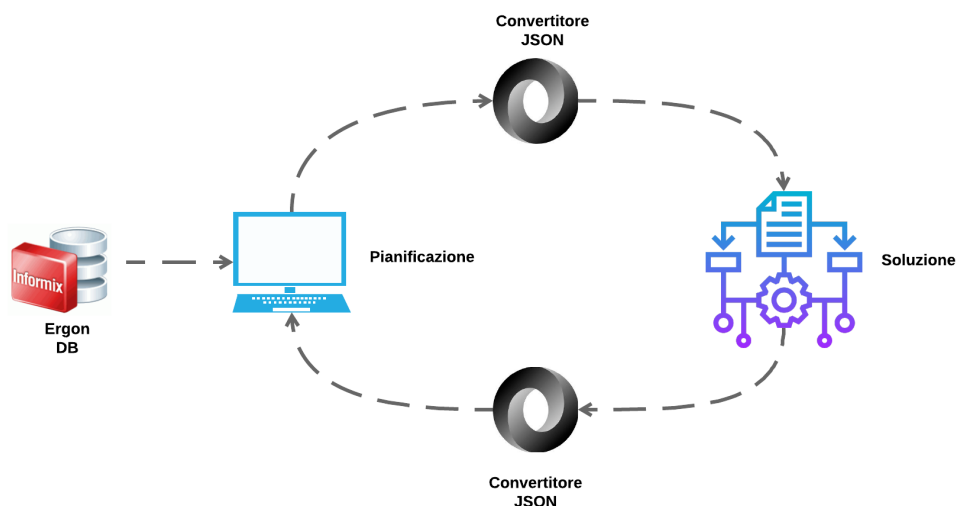 Convertitore
JSON
Pianificazione
Soluzione
Informix
Ergon
DB
Convertitore
JSON